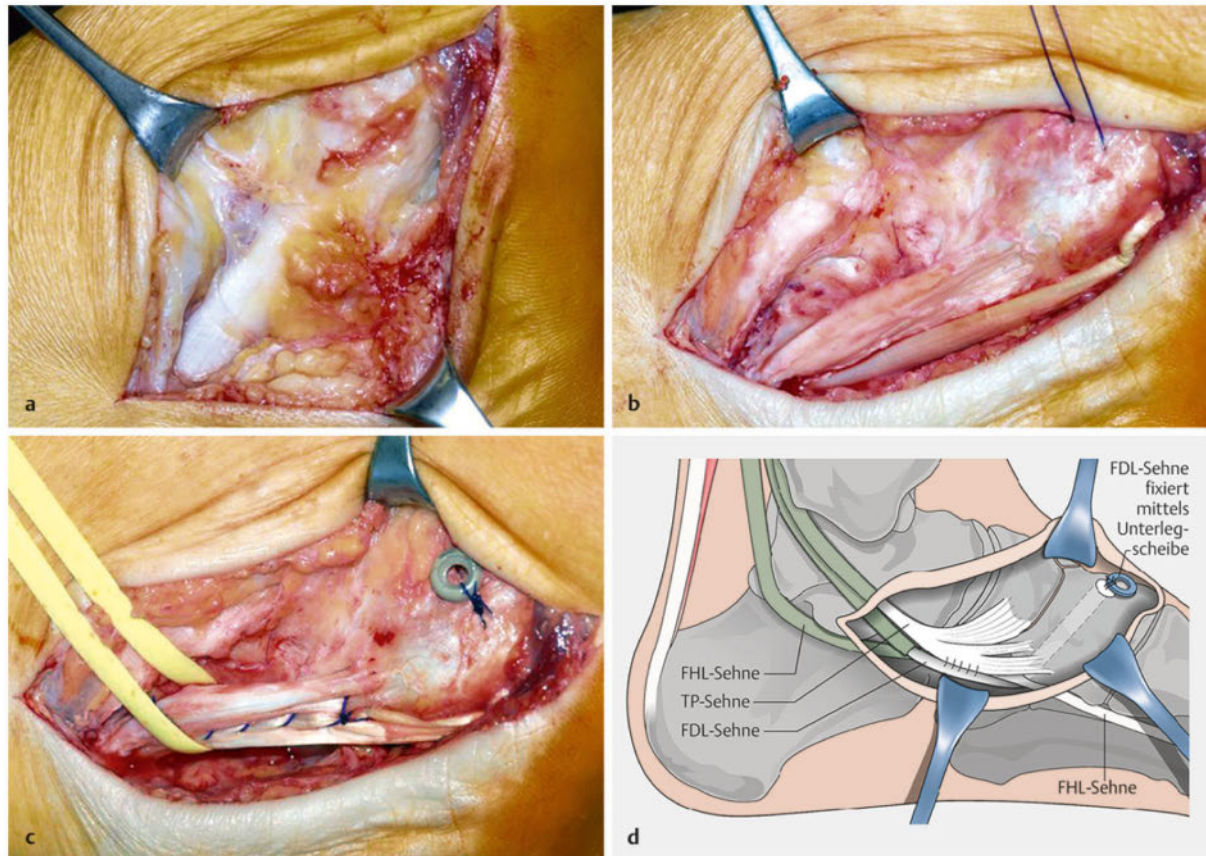 a
b
c
FDL-Sehne
fixiert
mittels
Unterleg-
scheibe
FHL-Sehne
TP-Sehne
FDL-Sehne
FHL-Sehne
d